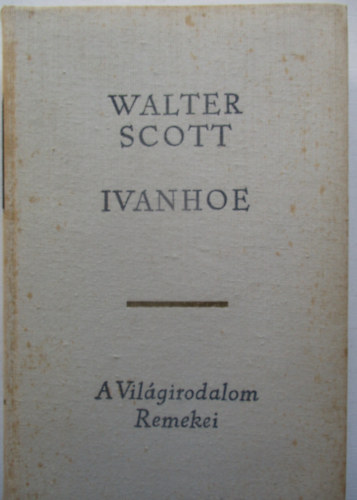 WALTER
SCOTT
IVANHOE
A Világirodalom
Remekei